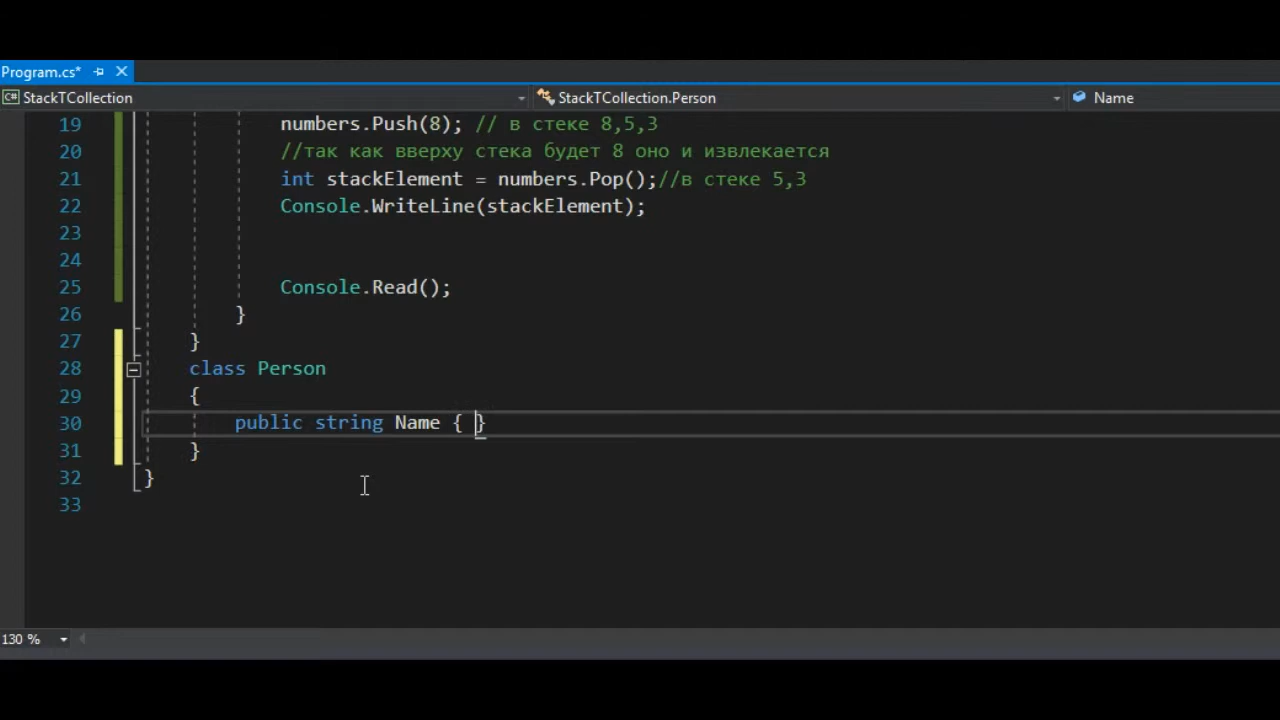 Program.cs*
StackTCollection StackTCollection.Person Name
19 numbers.Push(8); // в стеке 8,5,3
20 //так как вверху стека будет 8 оно и извлекается
21 int stackElement = numbers.Pop();//в стеке 5,3
22 Console.WriteLine(stackElement);
23
24
25 Console.Read();
26 }
27 }
28 class Person
29 {
30 public string Name { }
31 }
32 }
33
130 %